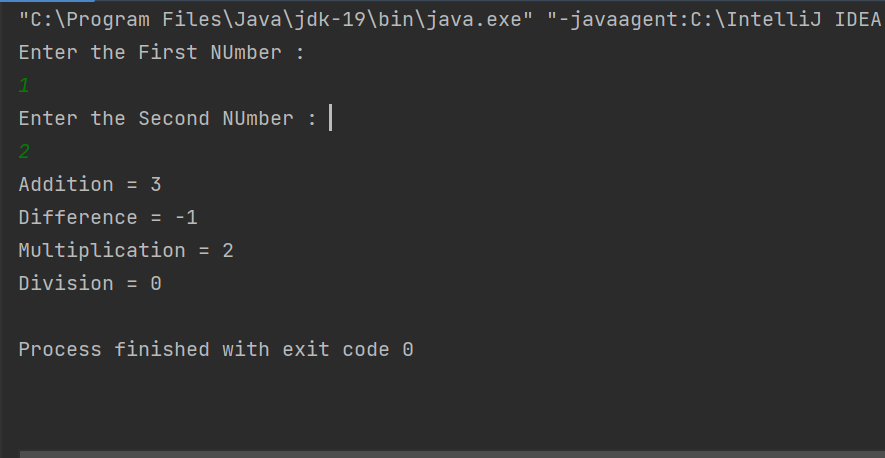 "C:\Program Files\Java\jdk-19\bin\java.exe" "-javaagent:C:\IntelliJ IDEA
Enter the First NUmber :
1
Enter the Second NUmber :
2
Addition = 3
Difference = -1
Multiplication = 2
Division = 0
Process finished with exit code 0